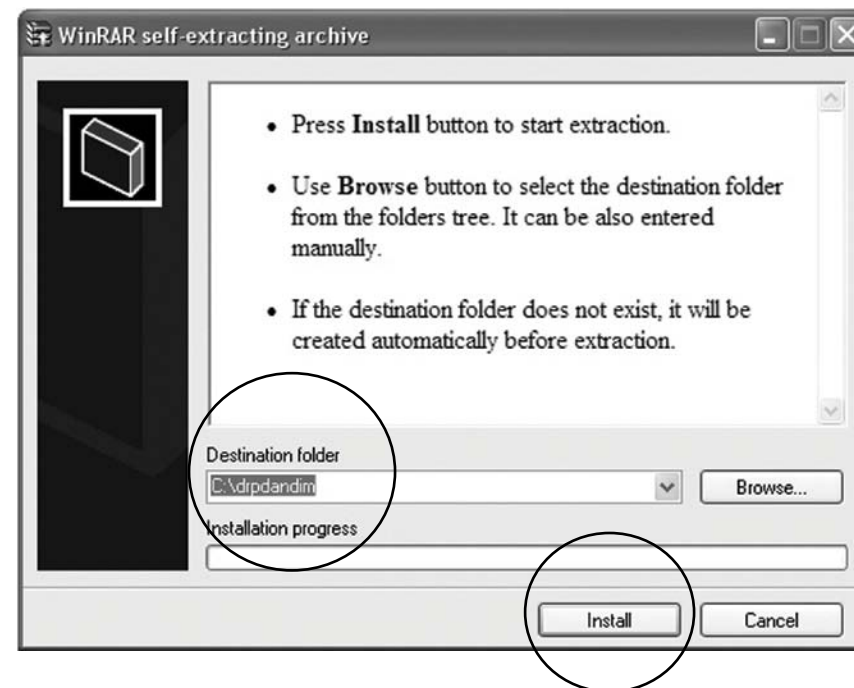 WinRAR self-extracting archive
• Press Install button to start extraction.
• Use Browse button to select the destination folder
from the folders tree. It can be also entered
manually.
• If the destination folder does not exist, it will be
created automatically before extraction.
Destination folder
C:\drpdandim
Browse...
Installation progress
Install
Cancel